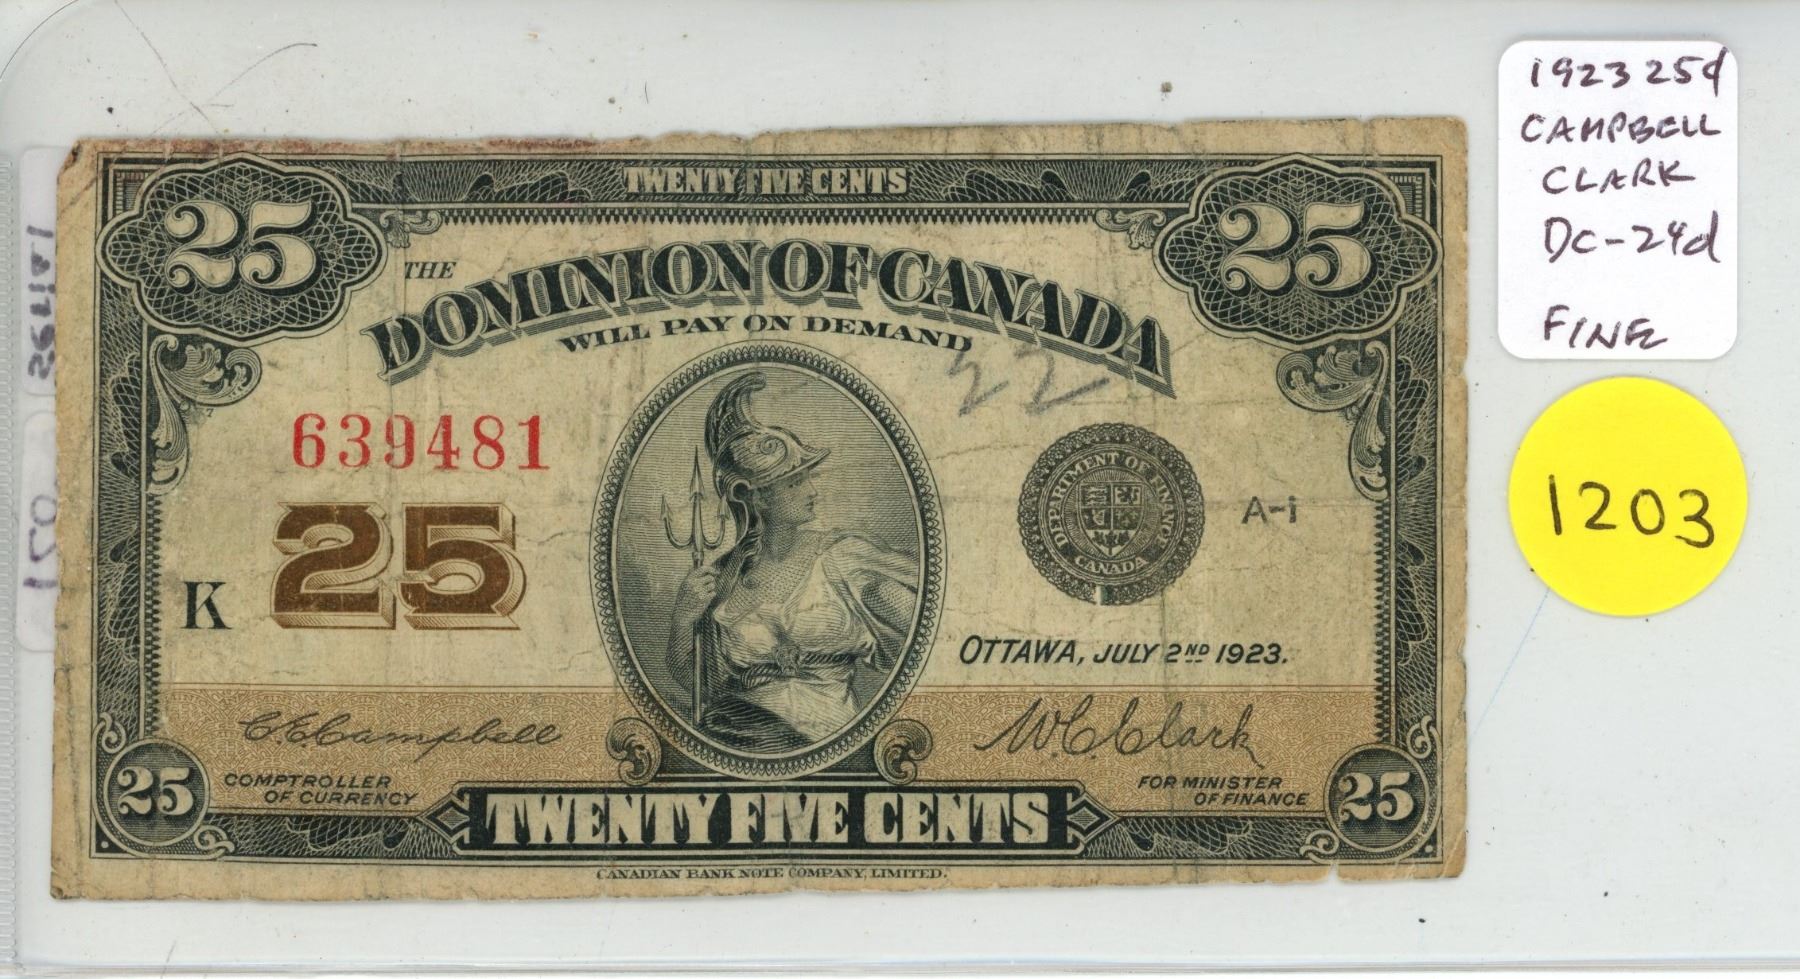 TWENTY FIVE CENTS
25
25
THE
DOMINION OF CANADA
WILL PAY ON DEMAND
22
639481
25
K
DEPARTMENT OF FINANCE
CANADA
A-1
OTTAWA, JULY 2ND 1923.
C.E. Campbell
W.C. Clark
COMPTROLLER
OF CURRENCY
FOR MINISTER
OF FINANCE
25
TWENTY FIVE CENTS
25
CANADIAN BANK NOTE COMPANY, LIMITED.
1923 25¢
CAMPBELL
CLARK
DC-24d
FINE
1203